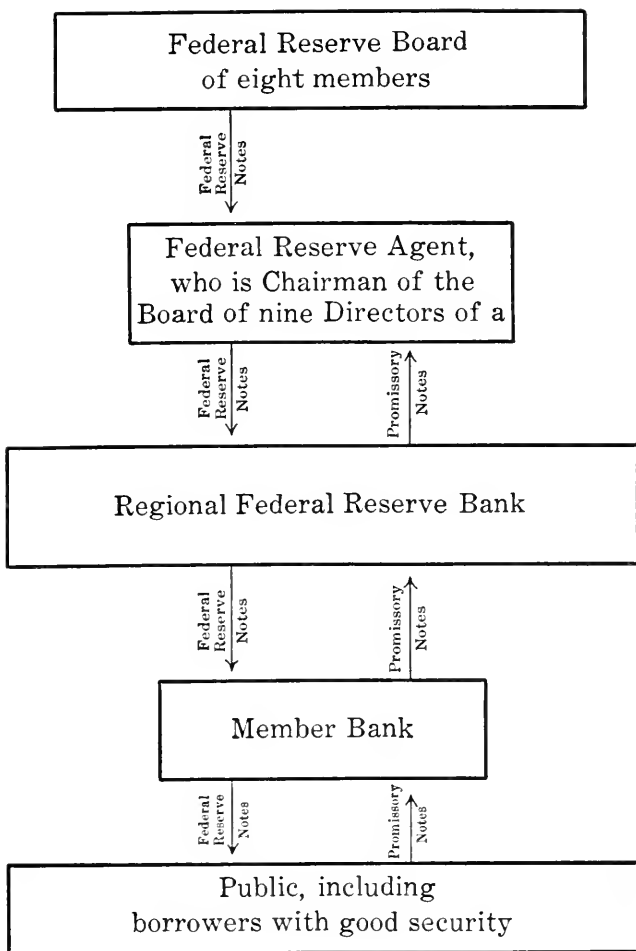 Federal Reserve Board
of eight members
Federal
Reserve
Notes
Federal Reserve Agent,
who is Chairman of the
Board of nine Directors of a
Federal
Reserve
Notes
Promissory
Notes
Regional Federal Reserve Bank
Federal
Reserve
Notes
Promissory
Notes
Member Bank
Federal
Reserve
Notes
Promissory
Notes
Public, including
borrowers with good security